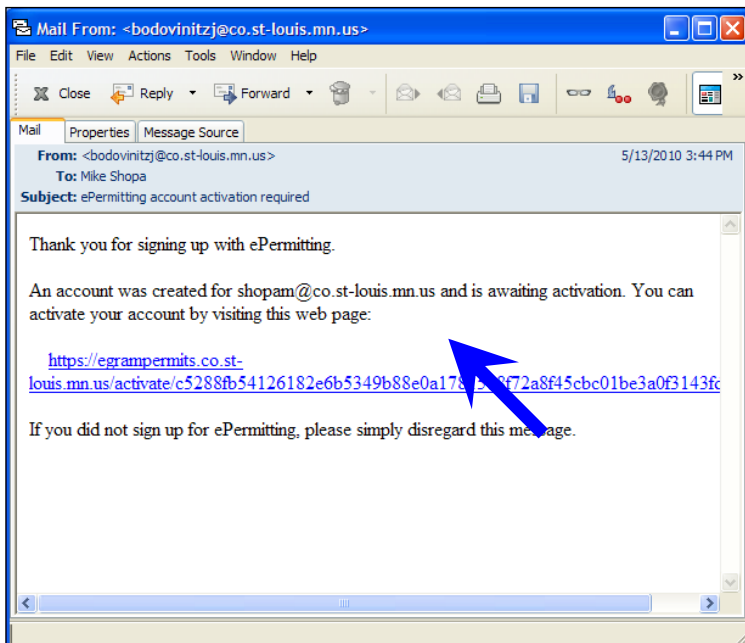 Mail From: <bodovinitzj@co.st-louis.mn.us>
File Edit View Actions Tools Window Help
Close Reply Forward »
Mail Properties Message Source
From: <bodovinitzj@co.st-louis.mn.us> 5/13/2010 3:44 PM
To: Mike Shopa
Subject: ePermitting account activation required
Thank you for signing up with ePermitting.
An account was created for shopam@co.st-louis.mn.us and is awaiting activation. You can
activate your account by visiting this web page:
https://egrampermits.co.st-
louis.mn.us/activate/
If you did not sign up for ePermitting, please simply disregard this message.